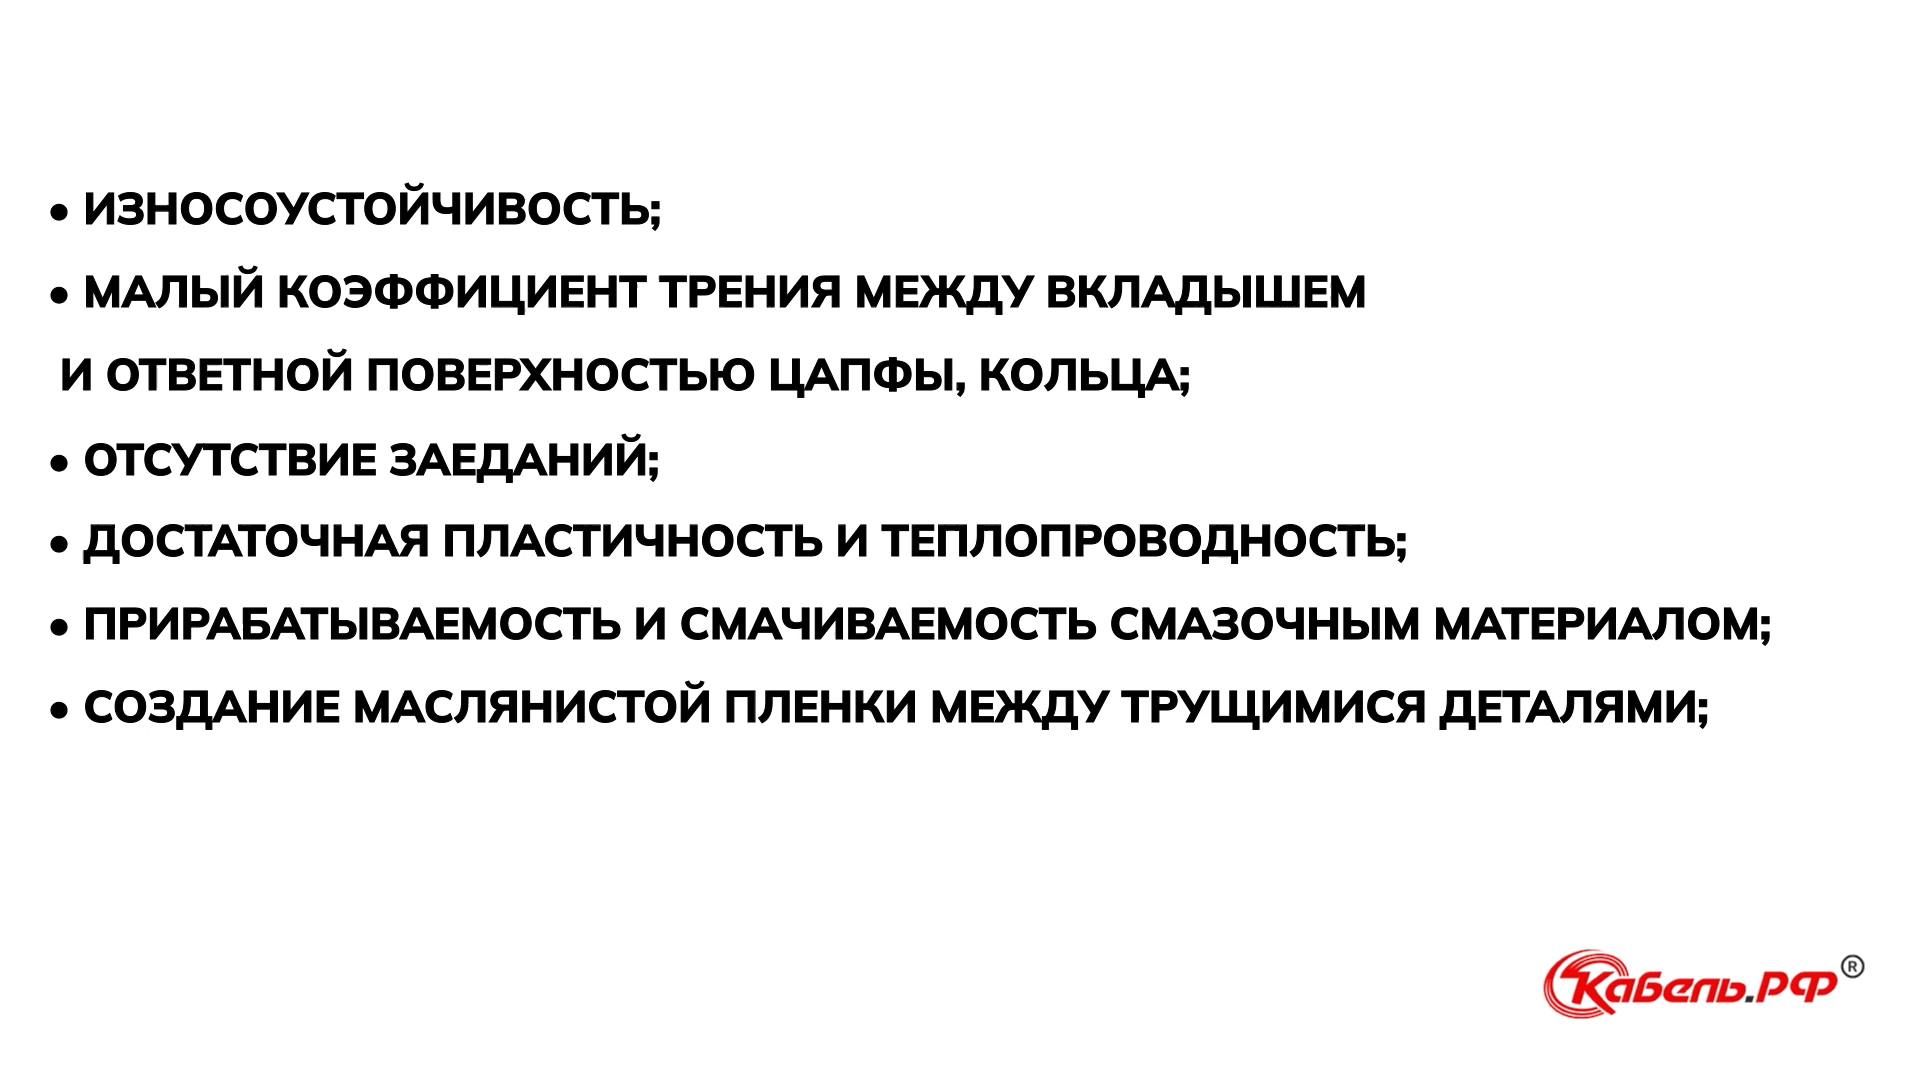 • ИЗНОСОУСТОЙЧИВОСТЬ;
• МАЛЫЙ КОЭФФИЦИЕНТ ТРЕНИЯ МЕЖДУ ВКЛАДЫШЕМ
И ОТВЕТНОЙ ПОВЕРХНОСТЬЮ ЦАПФЫ, КОЛЬЦА;
• ОТСУТСТВИЕ ЗАЕДАНИЙ;
• ДОСТАТОЧНАЯ ПЛАСТИЧНОСТЬ И ТЕПЛОПРОВОДНОСТЬ;
• ПРИРАБАТЫВАЕМОСТЬ И СМАЧИВАЕМОСТЬ СМАЗОЧНЫМ МАТЕРИАЛОМ;
• СОЗДАНИЕ МАСЛЯНИСТОЙ ПЛЕНКИ МЕЖДУ ТРУЩИМИСЯ ДЕТАЛЯМИ;
Кабель.РФ®